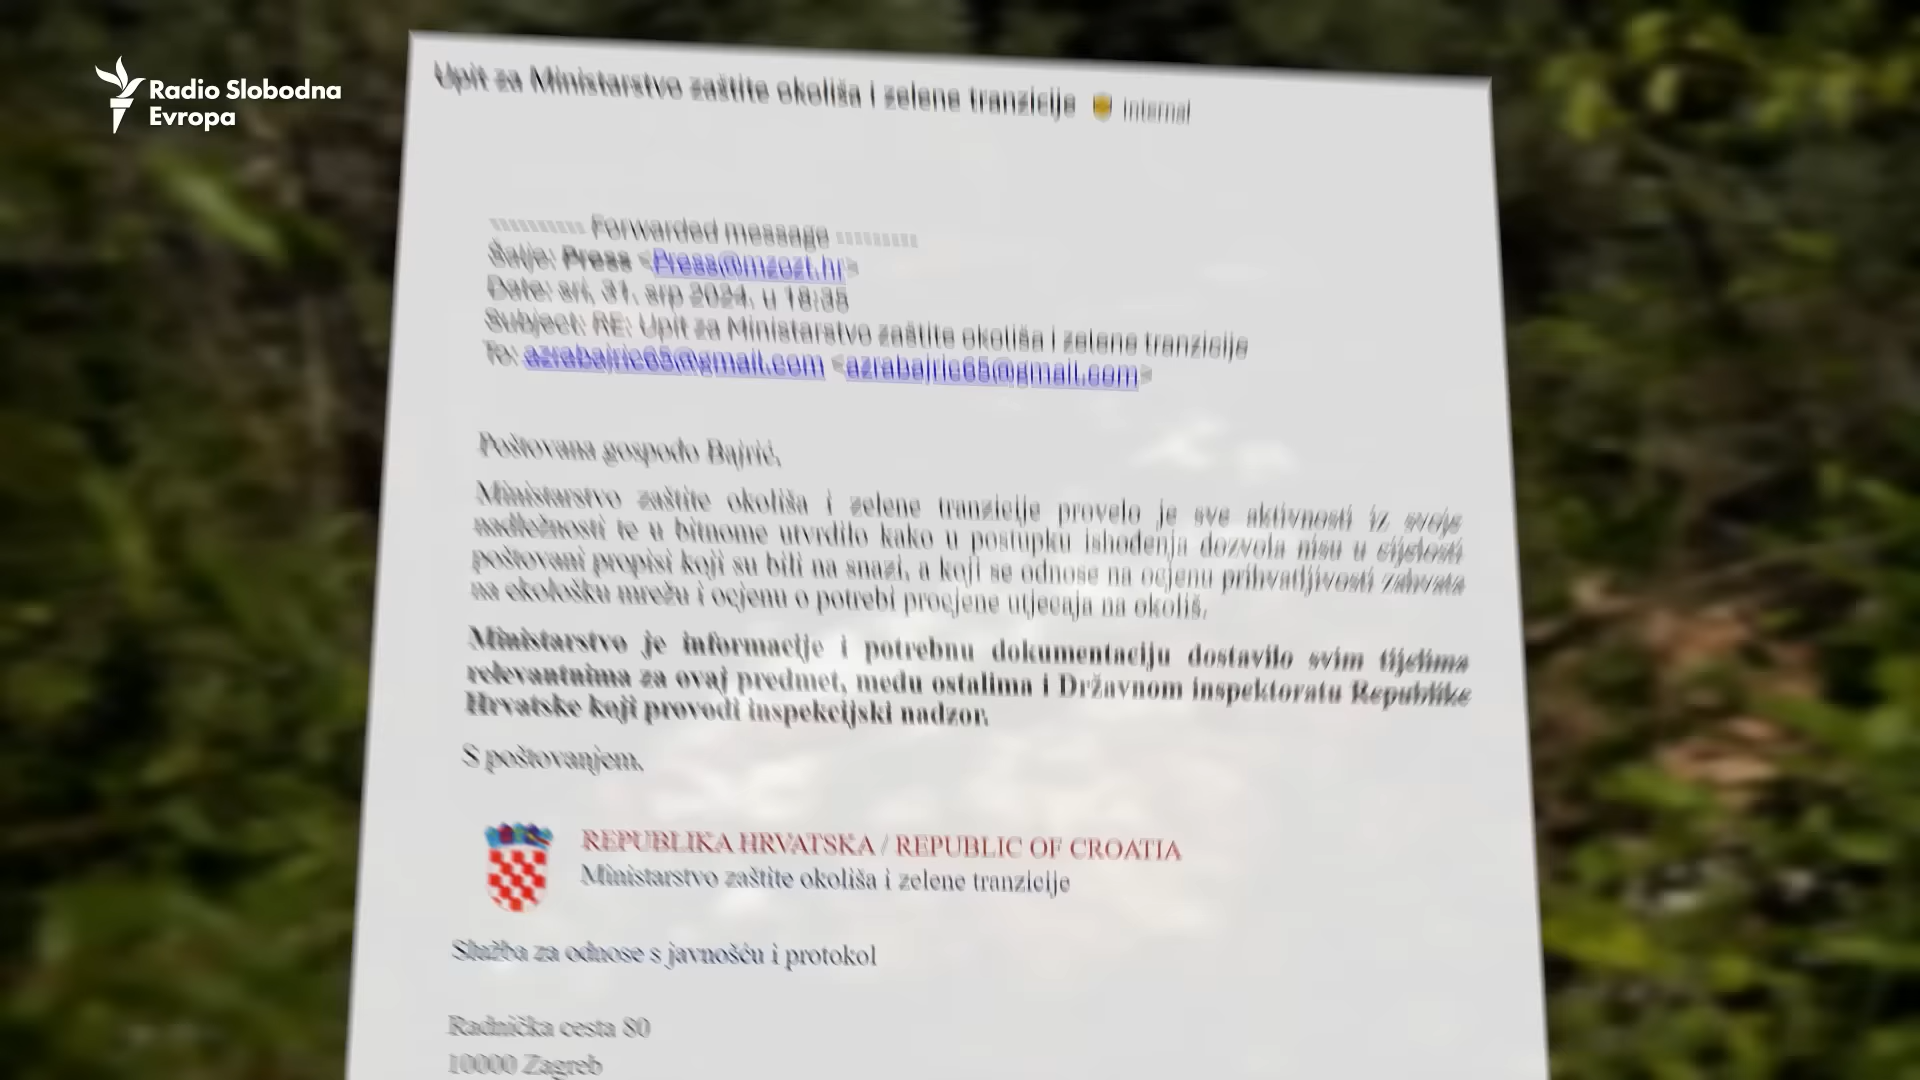 Radio Slobodna
Evropa
Upit za Ministarstvo zaštite okoliša i zelene tranzicije Internal
---------- Forwarded message ---------
Šalje: Press <Press@mzozt.hr>
Date: sri, 31. srp 2024. u 18:35
Subject: RE: Upit za Ministarstvo zaštite okoliša i zelene tranzicije
To: azrabajric65@gmail.com <azrabajric65@gmail.com>
Poštovana gospođo Bajrić,
Ministarstvo zaštite okoliša i zelene tranzicije provelo je sve aktivnosti iz svoje
nadležnosti te u bitnome utvrdilo kako u postupku ishođenja dozvola nisu u cijelosti
poštovani propisi koji su bili na snazi, a koji se odnose na ocjenu prihvatljivosti zahvata
na ekološku mrežu i ocjenu o potrebi procjene utjecaja na okoliš.
Ministarstvo je informacije i potrebnu dokumentaciju dostavilo svim tijelima
relevantnima za ovaj predmet, među ostalima i Državnom inspektoratu Republike
Hrvatske koji provodi inspekcijski nadzor.
S poštovanjem,
REPUBLIKA HRVATSKA / REPUBLIC OF CROATIA
Ministarstvo zaštite okoliša i zelene tranzicije
Služba za odnose s javnošću i protokol
Radnička cesta 80
10000 Zagreb